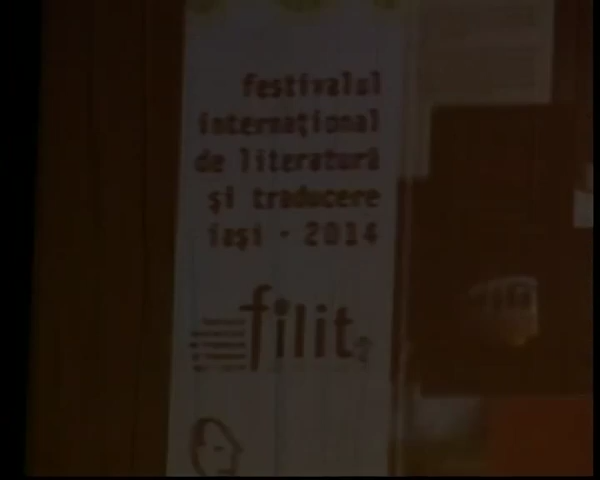 festivalul
internaţional
de literatură
şi traducere
iaşi - 2014
filit